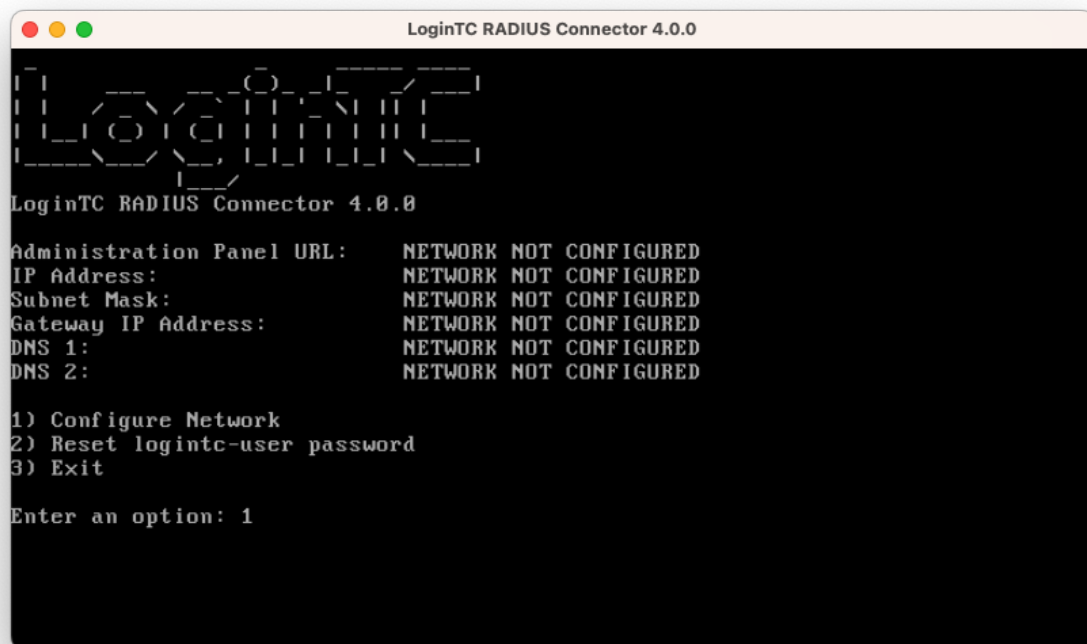 LoginTC RADIUS Connector 4.0.0
LoginTC
LoginTC RADIUS Connector 4.0.0
Administration Panel URL: NETWORK NOT CONFIGURED
IP Address: NETWORK NOT CONFIGURED
Subnet Mask: NETWORK NOT CONFIGURED
Gateway IP Address: NETWORK NOT CONFIGURED
DNS 1: NETWORK NOT CONFIGURED
DNS 2: NETWORK NOT CONFIGURED
1) Configure Network
2) Reset logintc-user password
3) Exit
Enter an option: 1